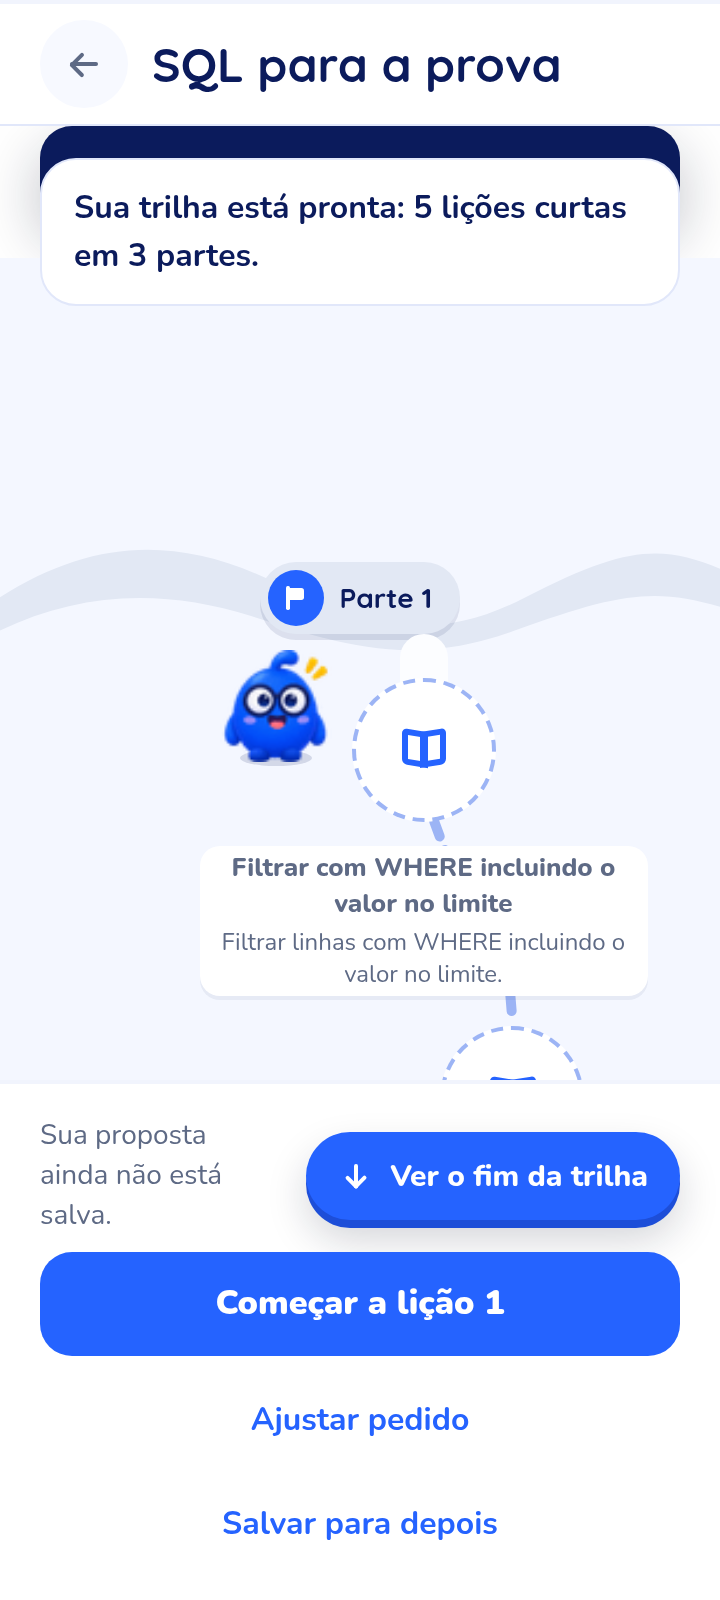 SQL para a prova
Sua trilha está pronta: 5 lições curtas
em 3 partes.
Parte 1
Filtrar com WHERE incluindo o
valor no limite
Filtrar linhas com WHERE incluindo o
valor no limite.
Sua proposta
ainda não está
salva.
Ver o fim da trilha
Começar a lição 1
Ajustar pedido
Salvar para depois